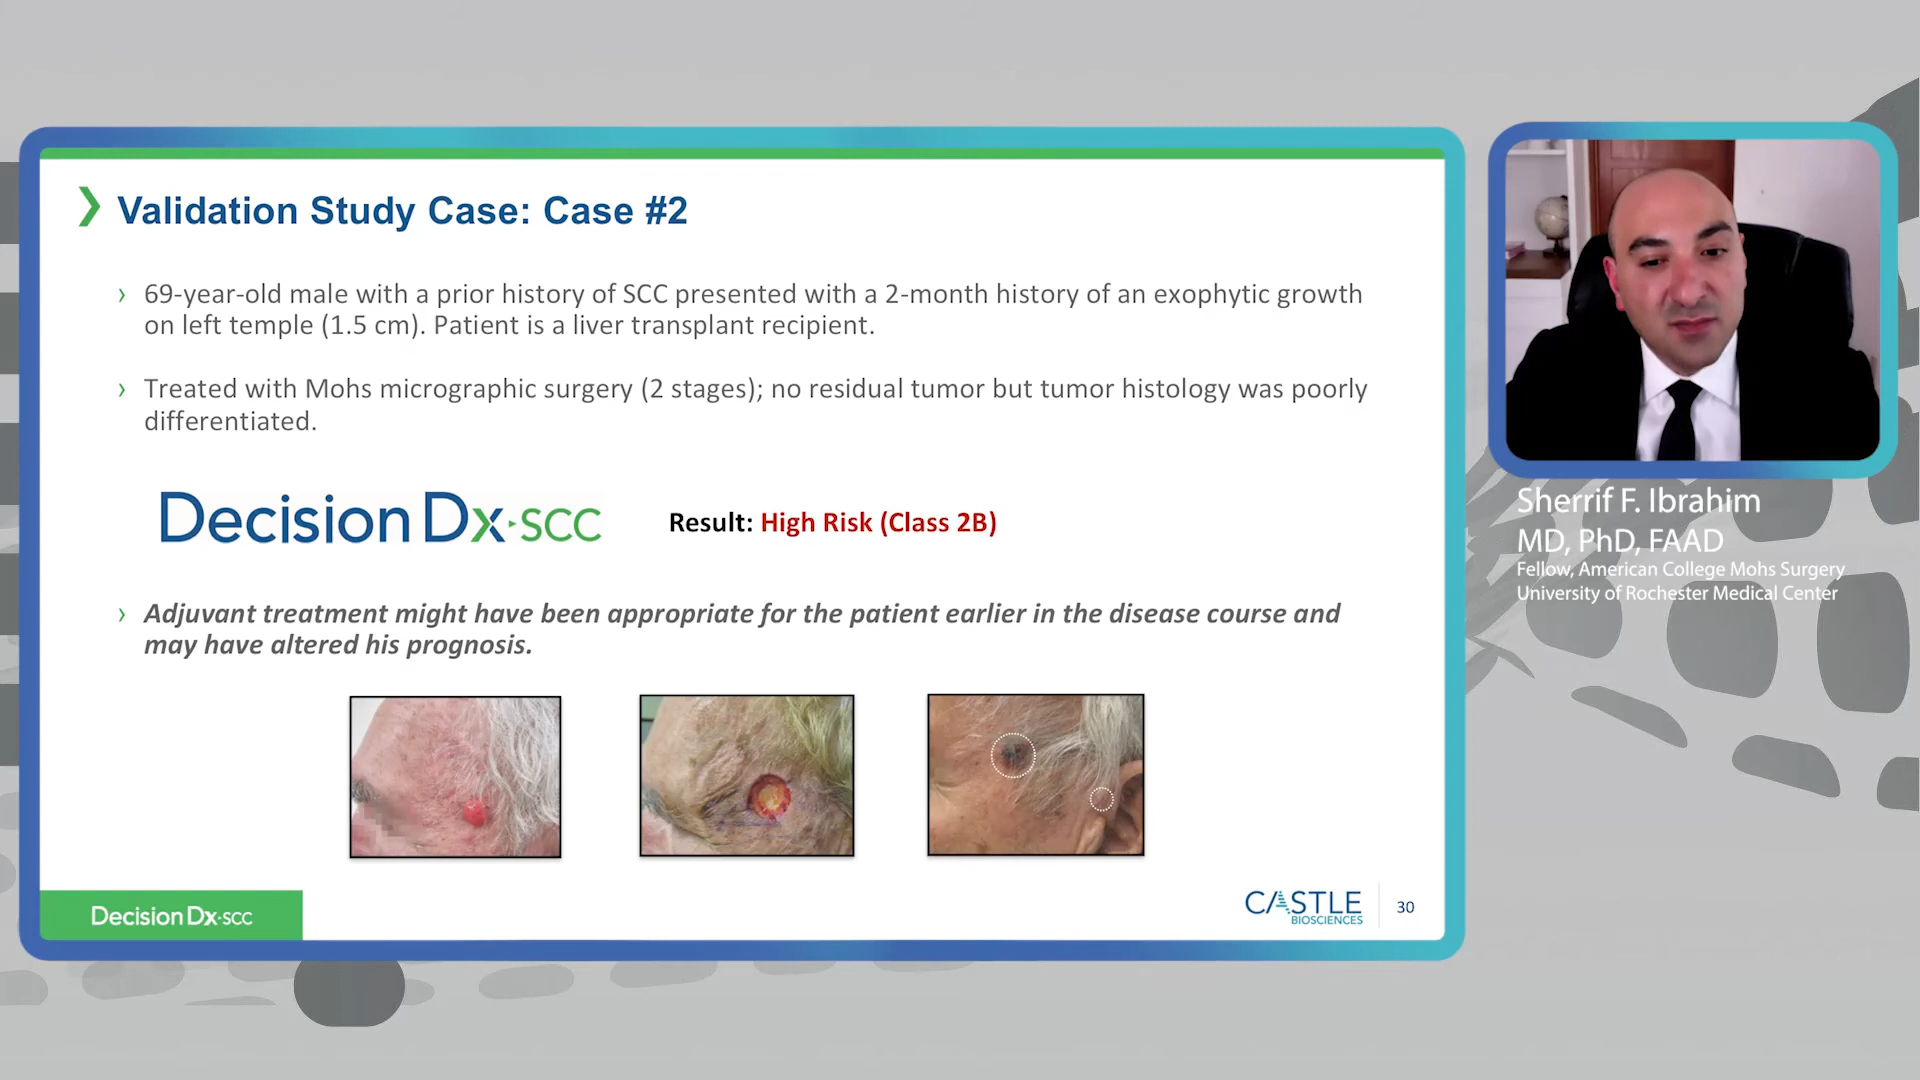 Validation Study Case: Case #2
69-year-old male with a prior history of SCC presented with a 2-month history of an exophytic growth
on left temple (1.5 cm). Patient is a liver transplant recipient.
Treated with Mohs micrographic surgery (2 stages); no residual tumor but tumor histology was poorly
differentiated.
Decision Dx·SCC
Result: High Risk (Class 2B)
Adjuvant treatment might have been appropriate for the patient earlier in the disease course and
may have altered his prognosis.
Decision Dx·SCC
CASTLE
BIOSCIENCES
30
Sherrif F. Ibrahim
MD, PhD, FAAD
Fellow, American College Mohs Surgery
University of Rochester Medical Center